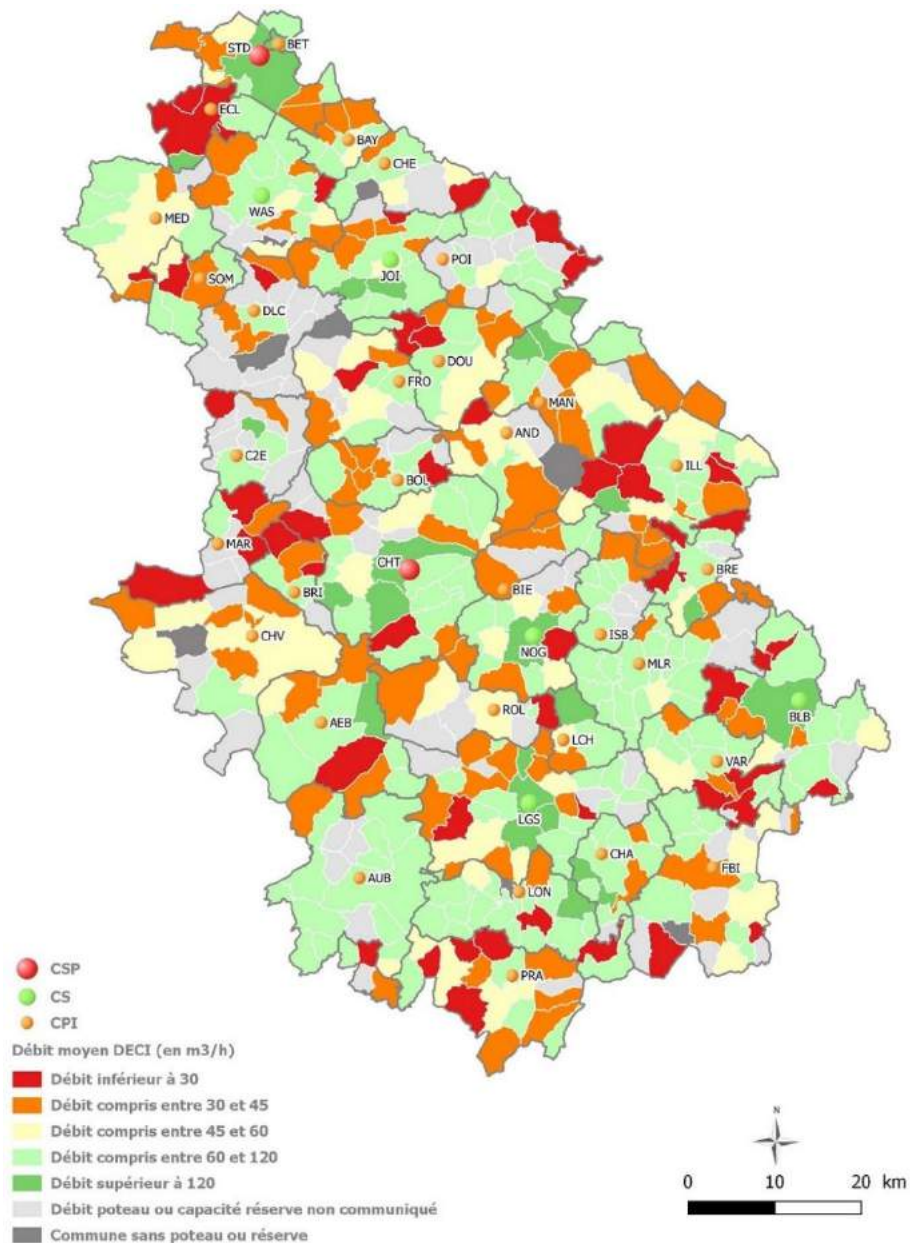 STD
BET
ECL
BAY
CHE
WAS
MED
POI
JOI
SOM
DLC
DOU
FRO
MAN
AND
C2E
ILL
BOL
MAR
CHT
BRE
BIE
BRI
CHV
ISB
NOG
MLR
BLB
ROL
AEB
LCH
VAR
LGS
CHA
FBI
AUB
LON
PRA
CSP
CS
CPI
Débit moyen DECI (en m3/h)
Débit inférieur à 30
Débit compris entre 30 et 45
Débit compris entre 45 et 60
Débit compris entre 60 et 120
Débit supérieur à 120
Débit poteau ou capacité réserve non communiqué
Commune sans poteau ou réserve
N
0 10 20 km